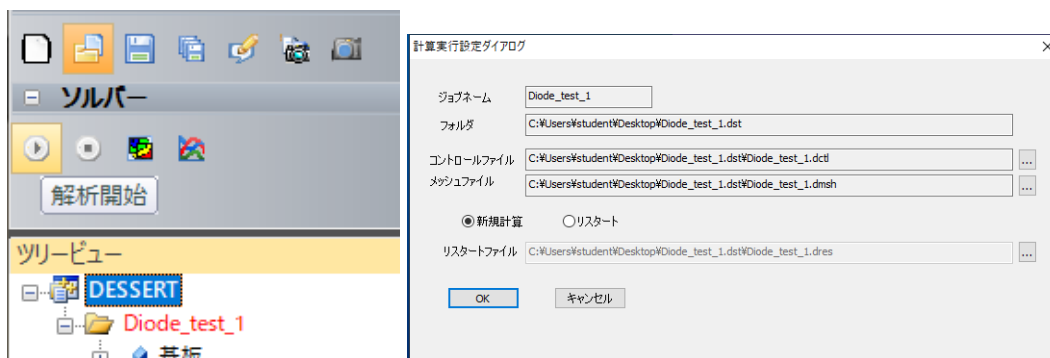 ソルバー
解析開始
ツリービュー
DESSERT
Diode_test_1
基板
計算実行設定ダイアログ
ジョブネーム Diode_test_1
フォルダ C:¥Users¥student¥Desktop¥Diode_test_1.dst
コントロールファイル C:¥Users¥student¥Desktop¥Diode_test_1.dst¥Diode_test_1.dctl ...
メッシュファイル C:¥Users¥student¥Desktop¥Diode_test_1.dst¥Diode_test_1.dmsh ...
新規計算 リスタート
リスタートファイル C:¥Users¥student¥Desktop¥Diode_test_1.dst¥Diode_test_1.dres ...
OK キャンセル